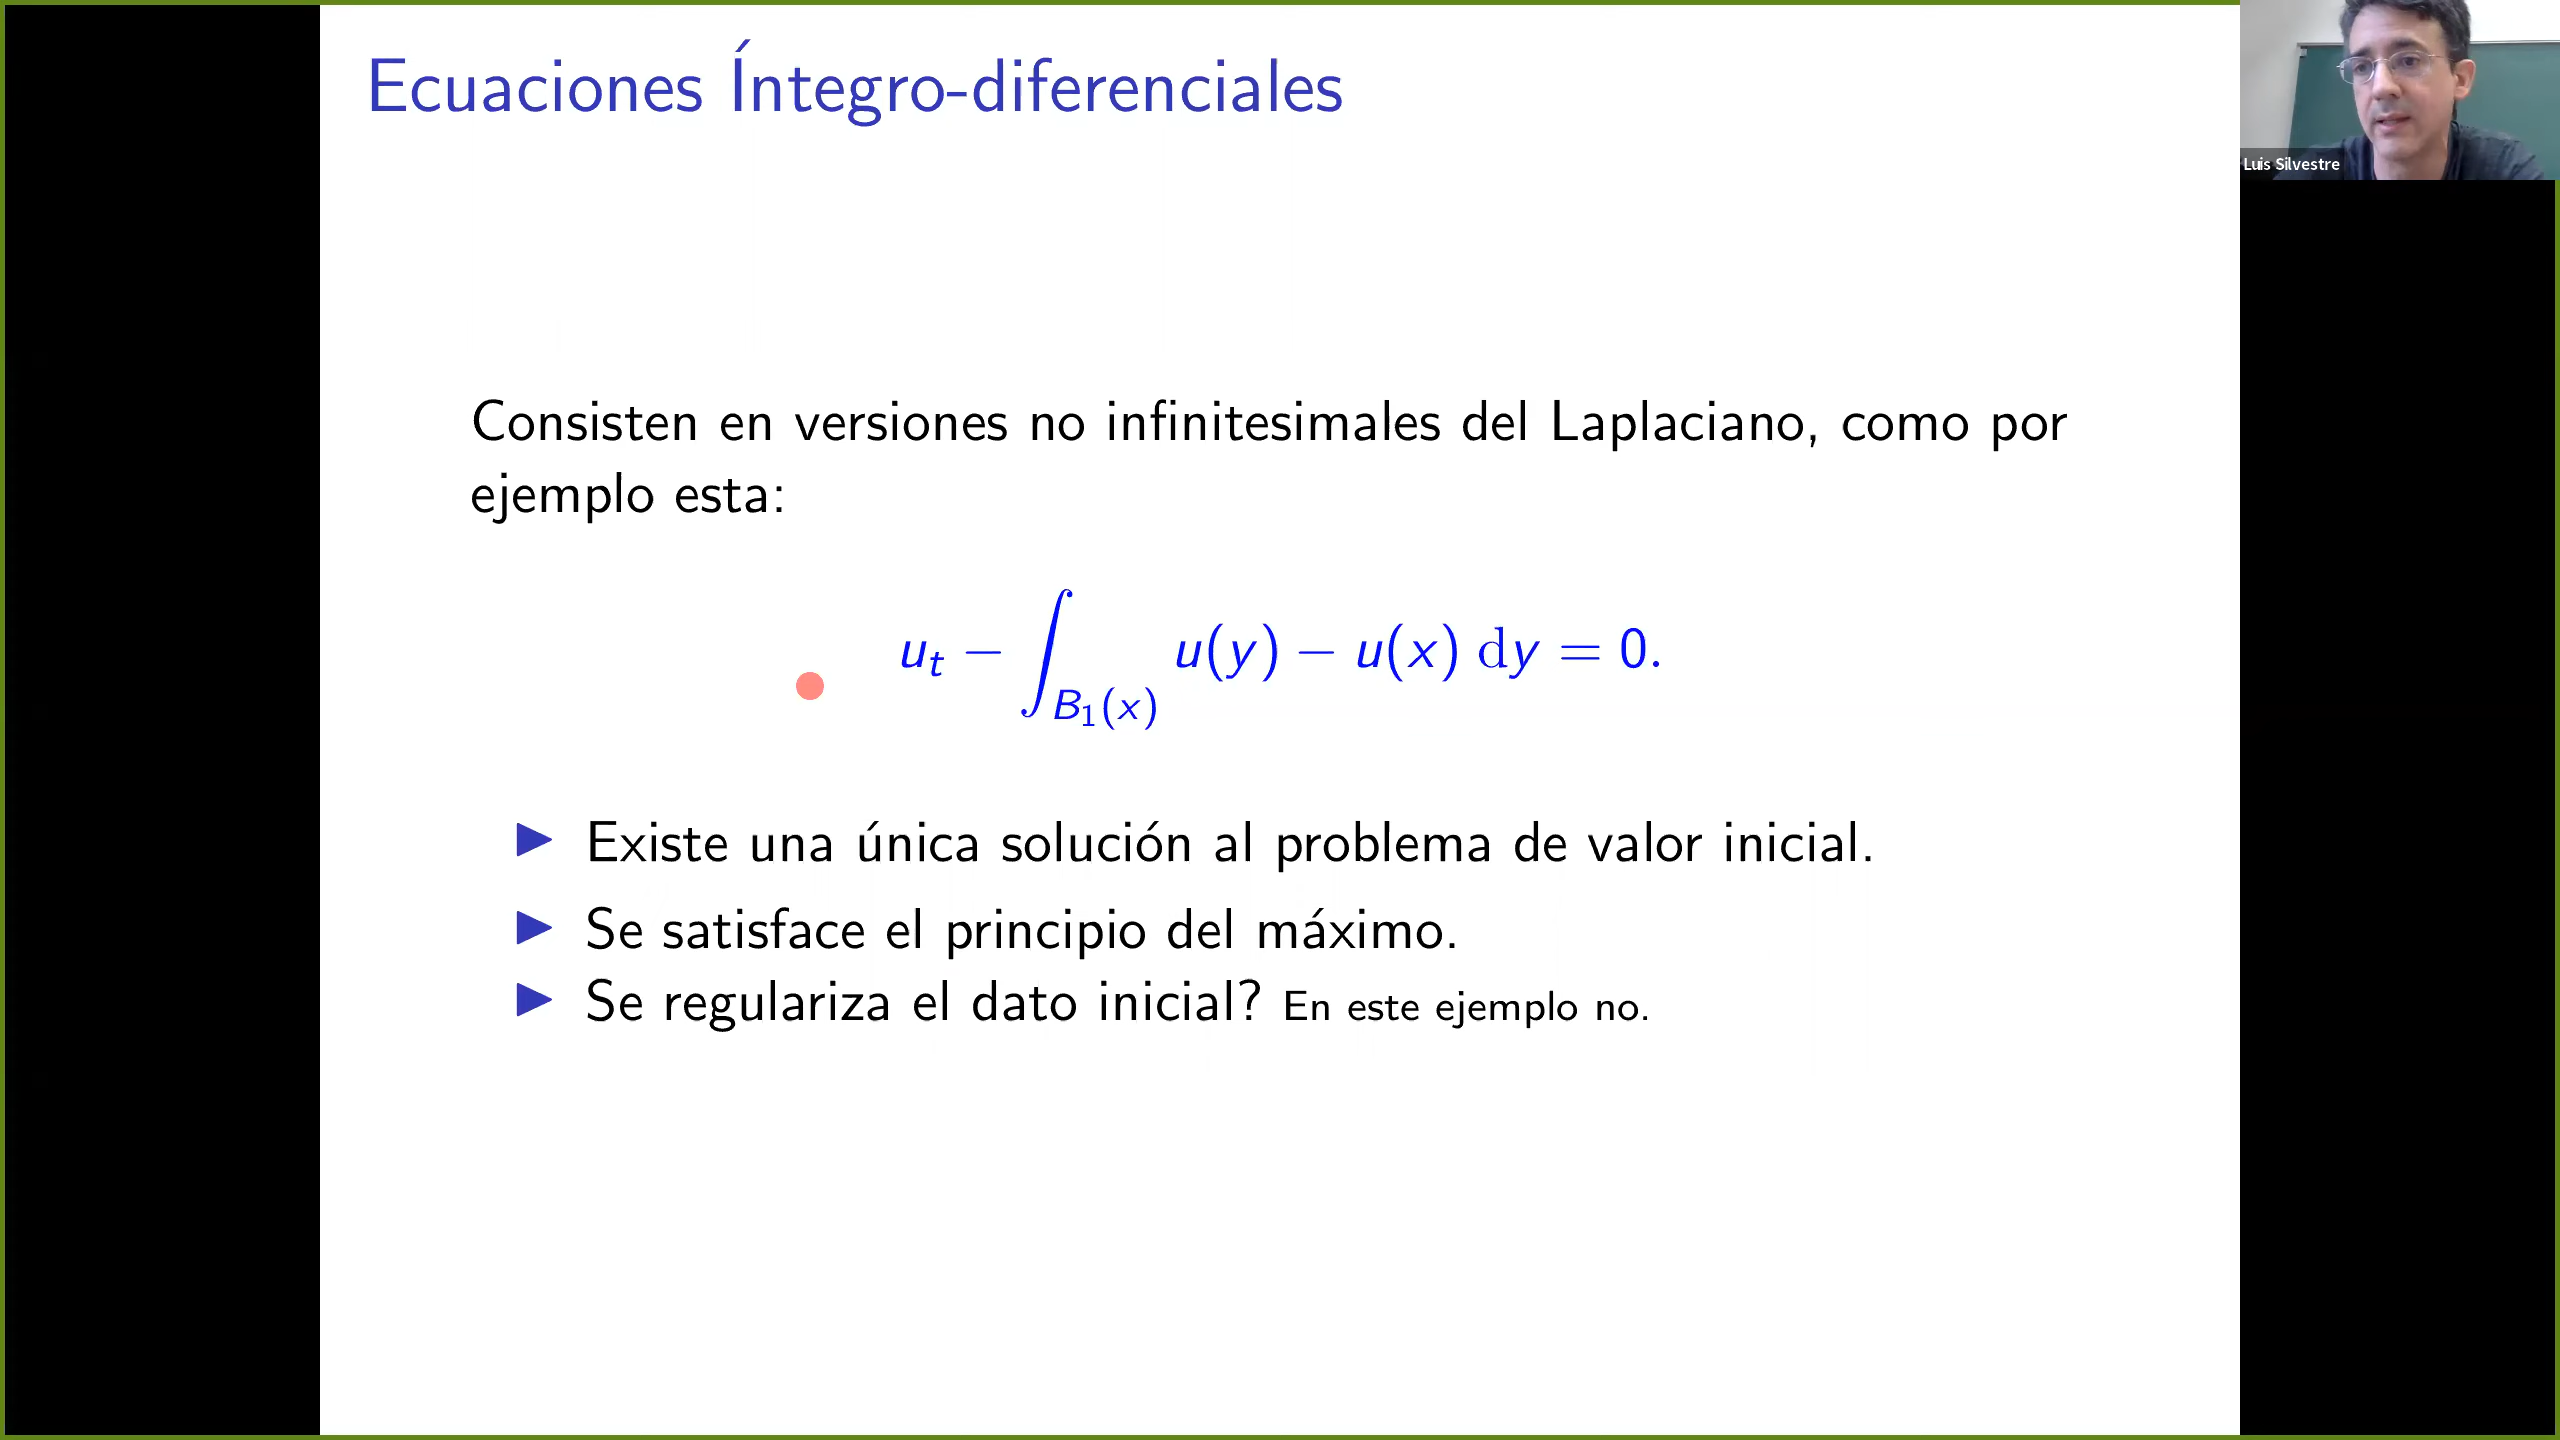 Ecuaciones Íntegro-diferenciales
Luis Silvestre
Consisten en versiones no infinitesimales del Laplaciano, como por
ejemplo esta:
u_t − ∫_{B_1(x)} u(y) − u(x) dy = 0.
▶ Existe una única solución al problema de valor inicial.
▶ Se satisface el principio del máximo.
▶ Se regulariza el dato inicial? En este ejemplo no.